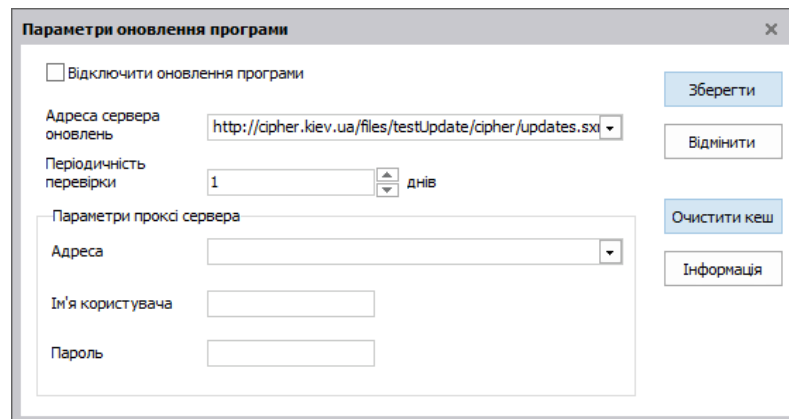 Параметри оновлення програми
Відключити оновлення програми
Зберегти
Адреса сервера
оновлень
http://cipher.kiev.ua/files/testUpdate/cipher/updates.sxı
Відмінити
Періодичність
перевірки
1
днів
Параметри проксі сервера
Очистити кеш
Адреса
Інформація
Ім'я користувача
Пароль